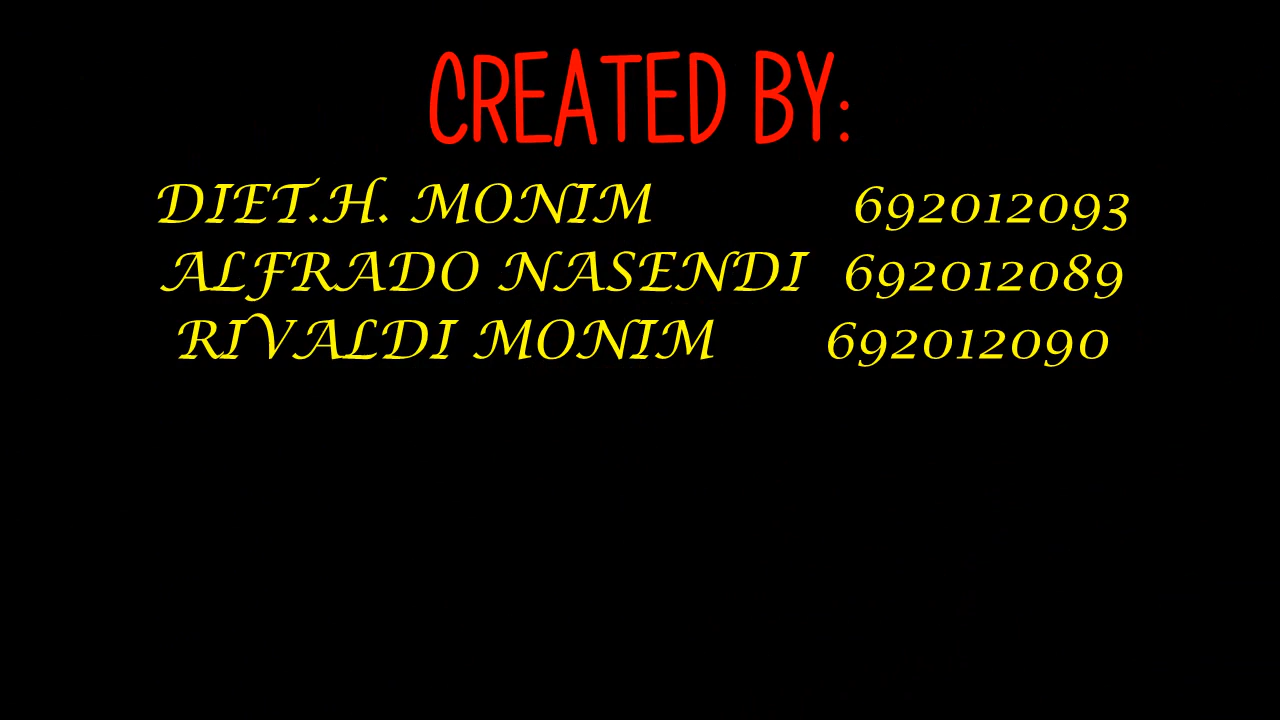 CREATED BY:
DIET.H. MONIM 692012093
ALFRADO NASENDI 692012089
RIVALDI MONIM 692012090